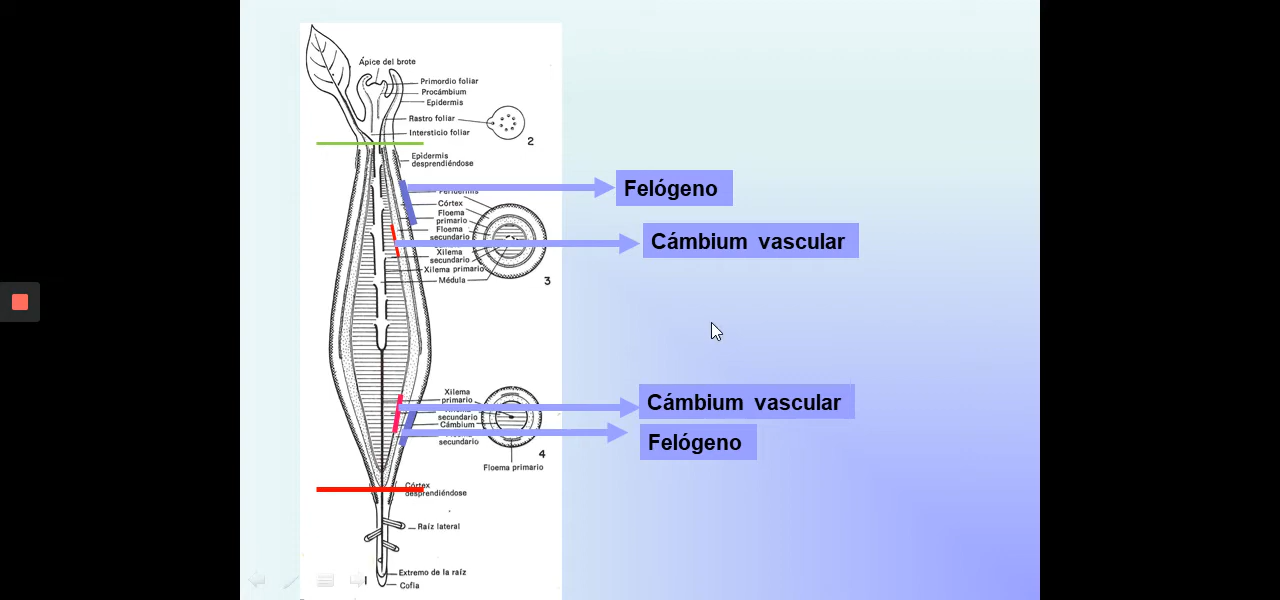 Ápice del brote
Primordio foliar
Procámbium
Epidermis
Rastro foliar
Intersticio foliar
2
Epidermis
desprendiéndose
Felógeno
Peridermis
Córtex
Floema
primario
Floema
secundario
Cámbium vascular
Xilema
secundario
Xilema primario
Médula
3
Xilema
primario
Cámbium vascular
secundario
Cámbium
Felógeno
secundario
4
Floema primario
Córtex
desprendiéndose
Raíz lateral
Extremo de la raíz
Cofia
1